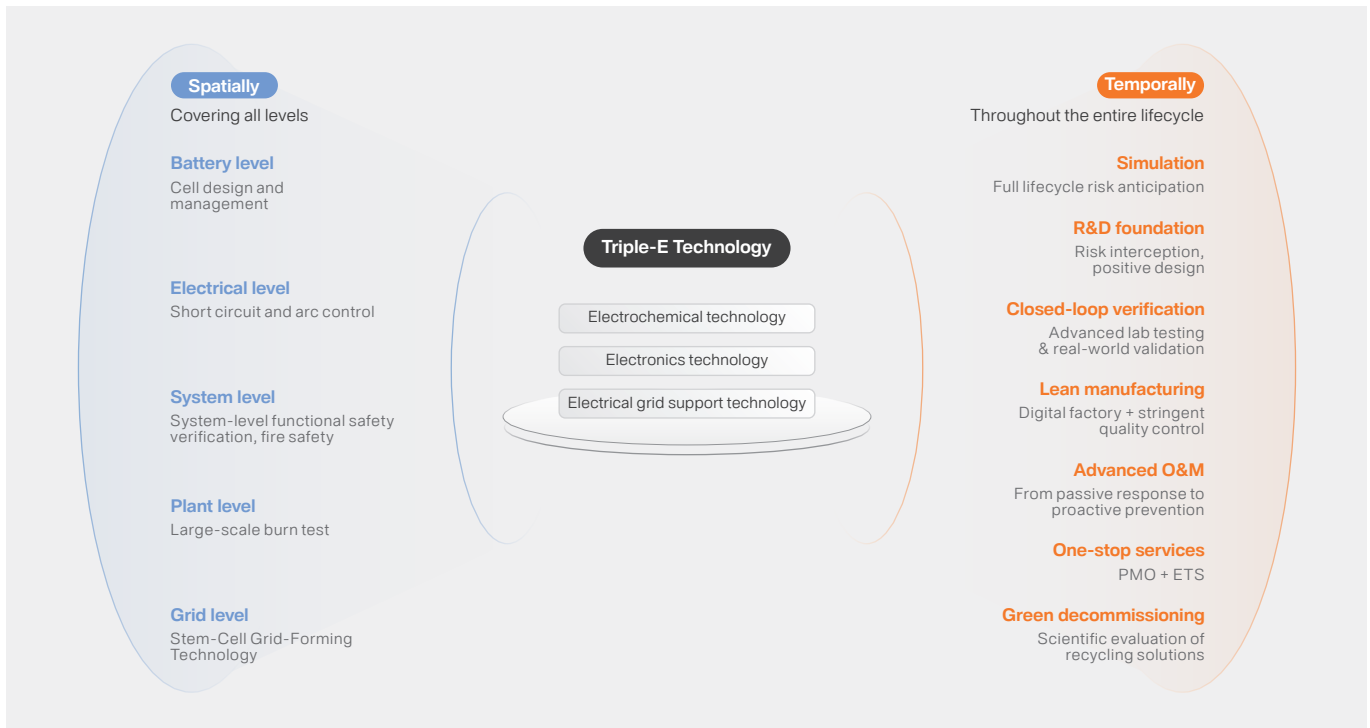 Spatially
Covering all levels
Battery level
Cell design and
management
Electrical level
Short circuit and arc control
System level
System-level functional safety
verification, fire safety
Plant level
Large-scale burn test
Grid level
Stem-Cell Grid-Forming
Technology
Triple-E Technology
Electrochemical technology
Electronics technology
Electrical grid support technology
Temporally
Throughout the entire lifecycle
Simulation
Full lifecycle risk anticipation
R&D foundation
Risk interception,
positive design
Closed-loop verification
Advanced lab testing
& real-world validation
Lean manufacturing
Digital factory + stringent
quality control
Advanced O&M
From passive response to
proactive prevention
One-stop services
PMO + ETS
Green decommissioning
Scientific evaluation of
recycling solutions